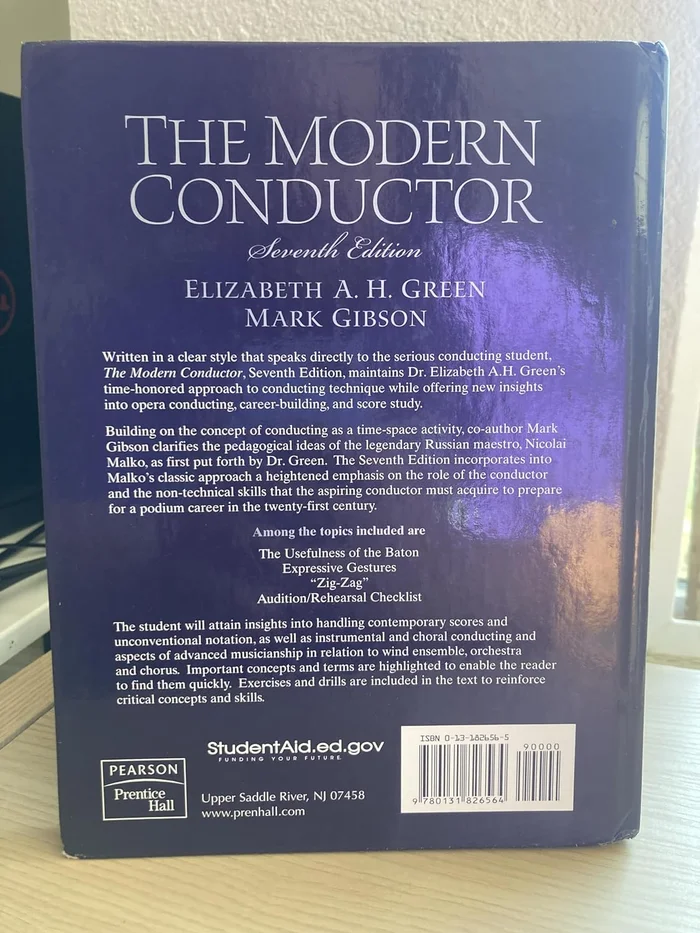 THE MODERN
CONDUCTOR
Seventh Edition
ELIZABETH A. H. GREEN
MARK GIBSON
Written in a clear style that speaks directly to the serious conducting student,
The Modern Conductor, Seventh Edition, maintains Dr. Elizabeth A.H. Green's
time-honored approach to conducting technique while offering new insights
into opera conducting, career-building, and score study.
Building on the concept of conducting as a time-space activity, co-author Mark
Gibson clarifies the pedagogical ideas of the legendary Russian maestro, Nicolai
Malko, as first put forth by Dr. Green. The Seventh Edition incorporates into
Malko's classic approach a heightened emphasis on the role of the conductor
and the non-technical skills that the aspiring conductor must acquire to prepare
for a podium career in the twenty-first century.
Among the topics included are
The Usefulness of the Baton
Expressive Gestures
“Zig-Zag”
Audition/Rehearsal Checklist
The student will attain insights into handling contemporary scores and
unconventional notation, as well as instrumental and choral conducting and
aspects of advanced musicianship in relation to wind ensemble, orchestra
and chorus. Important concepts and terms are highlighted to enable the reader
to find them quickly. Exercises and drills are included in the text to reinforce
critical concepts and skills.
StudentAid.ed.gov
FUNDING YOUR FUTURE.
PEARSON
Prentice
Hall
Upper Saddle River, NJ 07458
www.prenhall.com
ISBN 0-13-182656-5
90000
9 780131 826564